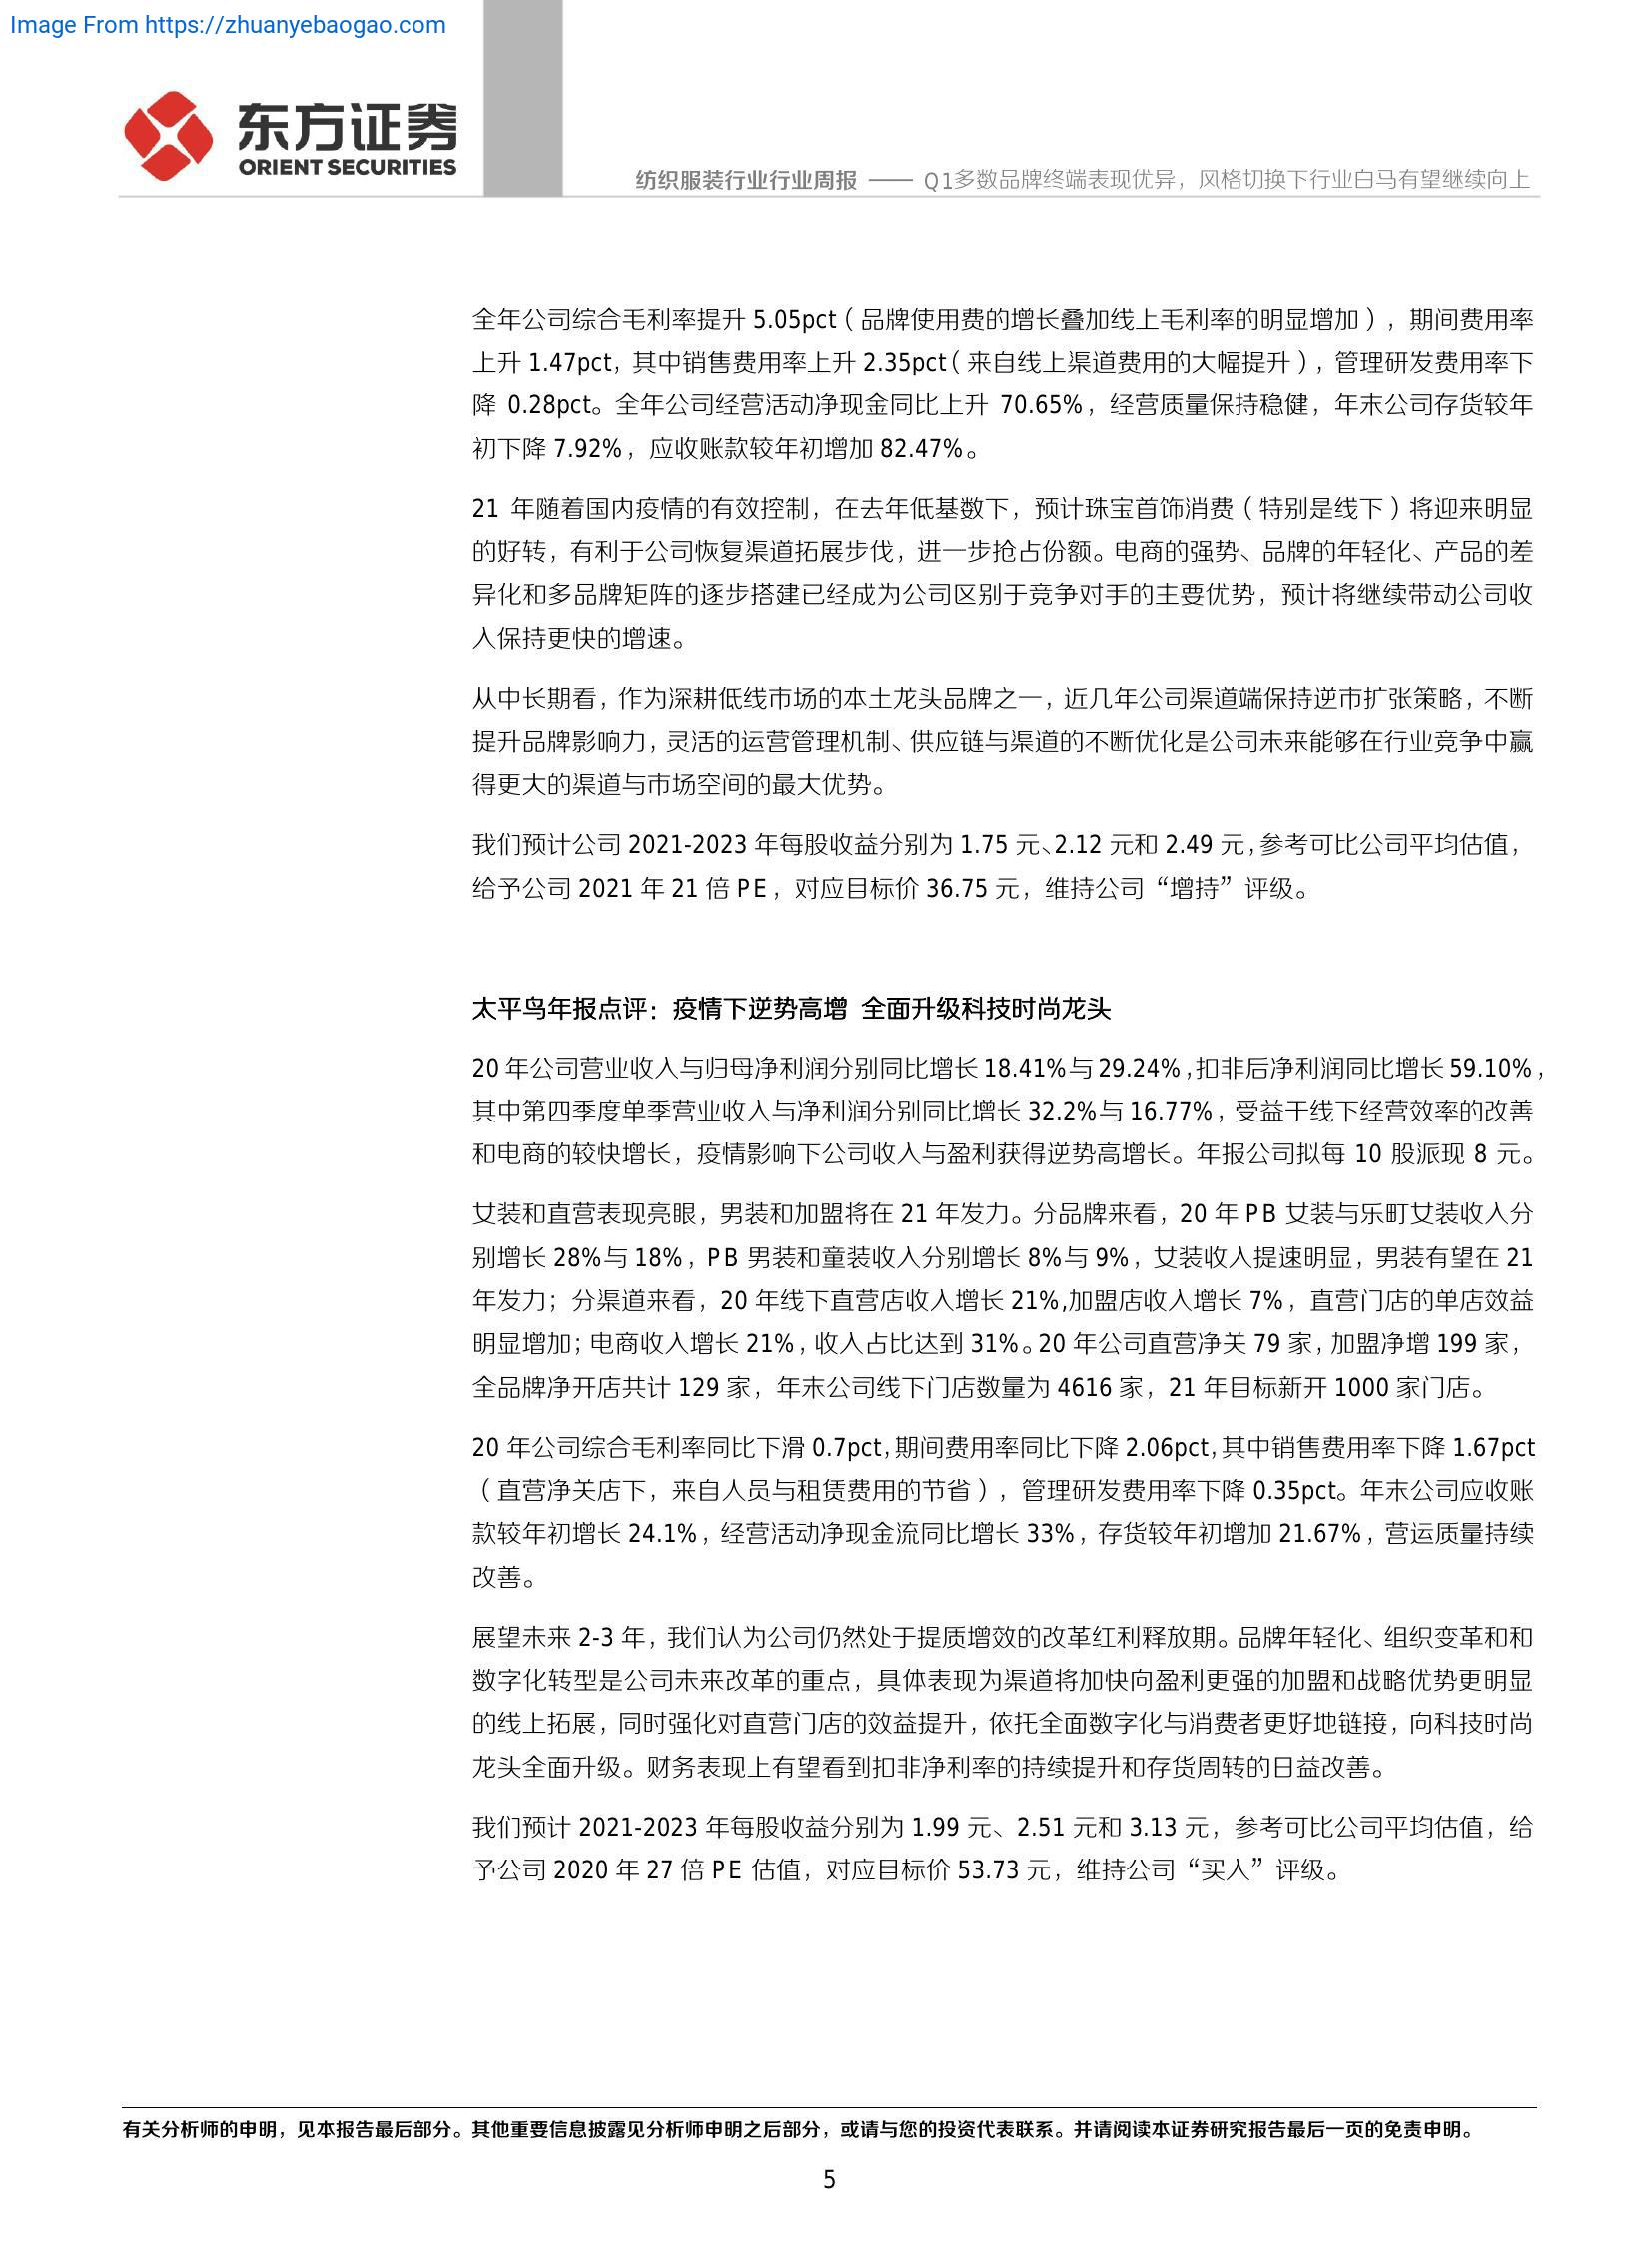 Image From https://zhuanyebaogao.com
东方证券
ORIENT SECURITIES
纺织服装行业行业周报 —— Q1多数品牌终端表现优异，风格切换下行业白马有望继续向上
全年公司综合毛利率提升 5.05pct（品牌使用费的增长叠加线上毛利率的明显增加），期间费用率
上升 1.47pct，其中销售费用率上升 2.35pct（来自线上渠道费用的大幅提升），管理研发费用率下
降 0.28pct。全年公司经营活动净现金同比上升 70.65%，经营质量保持稳健，年末公司存货较年
初下降 7.92%，应收账款较年初增加 82.47%。
21 年随着国内疫情的有效控制，在去年低基数下，预计珠宝首饰消费（特别是线下）将迎来明显
的好转，有利于公司恢复渠道拓展步伐，进一步抢占份额。电商的强势、品牌的年轻化、产品的差
异化和多品牌矩阵的逐步搭建已经成为公司区别于竞争对手的主要优势，预计将继续带动公司收
入保持更快的增速。
从中长期看，作为深耕低线市场的本土龙头品牌之一，近几年公司渠道端保持逆市扩张策略，不断
提升品牌影响力，灵活的运营管理机制、供应链与渠道的不断优化是公司未来能够在行业竞争中赢
得更大的渠道与市场空间的最大优势。
我们预计公司 2021-2023 年每股收益分别为 1.75 元、2.12 元和 2.49 元，参考可比公司平均估值，
给予公司 2021 年 21 倍 PE，对应目标价 36.75 元，维持公司“增持”评级。
太平鸟年报点评：疫情下逆势高增 全面升级科技时尚龙头
20 年公司营业收入与归母净利润分别同比增长 18.41%与 29.24%，扣非后净利润同比增长 59.10%，
其中第四季度单季营业收入与净利润分别同比增长 32.2%与 16.77%，受益于线下经营效率的改善
和电商的较快增长，疫情影响下公司收入与盈利获得逆势高增长。年报公司拟每 10 股派现 8 元。
女装和直营表现亮眼，男装和加盟将在 21 年发力。分品牌来看，20 年 PB 女装与乐町女装收入分
别增长 28%与 18%，PB 男装和童装收入分别增长 8%与 9%，女装收入提速明显，男装有望在 21
年发力；分渠道来看，20 年线下直营店收入增长 21%,加盟店收入增长 7%，直营门店的单店效益
明显增加；电商收入增长 21%，收入占比达到 31%。20 年公司直营净关 79 家，加盟净增 199 家，
全品牌净开店共计 129 家，年末公司线下门店数量为 4616 家，21 年目标新开 1000 家门店。
20 年公司综合毛利率同比下滑 0.7pct，期间费用率同比下降 2.06pct，其中销售费用率下降 1.67pct
（直营净关店下，来自人员与租赁费用的节省），管理研发费用率下降 0.35pct。年末公司应收账
款较年初增长 24.1%，经营活动净现金流同比增长 33%，存货较年初增加 21.67%，营运质量持续
改善。
展望未来 2-3 年，我们认为公司仍然处于提质增效的改革红利释放期。品牌年轻化、组织变革和和
数字化转型是公司未来改革的重点，具体表现为渠道将加快向盈利更强的加盟和战略优势更明显
的线上拓展，同时强化对直营门店的效益提升，依托全面数字化与消费者更好地链接，向科技时尚
龙头全面升级。财务表现上有望看到扣非净利率的持续提升和存货周转的日益改善。
我们预计 2021-2023 年每股收益分别为 1.99 元、2.51 元和 3.13 元，参考可比公司平均估值，给
予公司 2020 年 27 倍 PE 估值，对应目标价 53.73 元，维持公司“买入”评级。
有关分析师的申明，见本报告最后部分。其他重要信息披露见分析师申明之后部分，或请与您的投资代表联系。并请阅读本证券研究报告最后一页的免责申明。
5